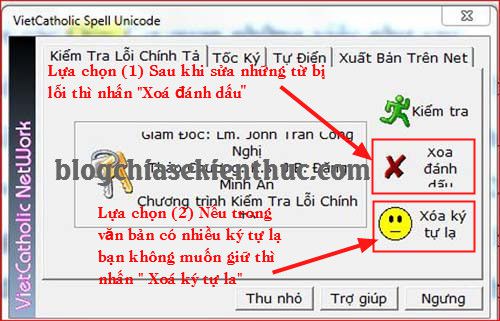 VietCatholic Spell Unicode
Kiểm Tra Lỗi Chính Tả Tốc Ký Tự Điển Xuất Bản Trên Net
Lựa chọn (1) Sau khi sửa những từ bị
lỗi thì nhấn "Xoá đánh dấu"
Kiểm tra
Giám Đốc: Lm. John Trần Công
Nghị
blogchiasekienthuc.com
Minh An
Chương trình Kiểm Tra Lỗi Chính
Xoa
đánh
dấu
Lựa chọn (2) Nếu trong
văn bản có nhiều ký tự lạ
bạn không muốn giữ thì
nhấn " Xoá ký tự la"
Xóa ký
tự lạ
Thu nhỏ Trợ giúp Ngưng
VietCatholic NetWork